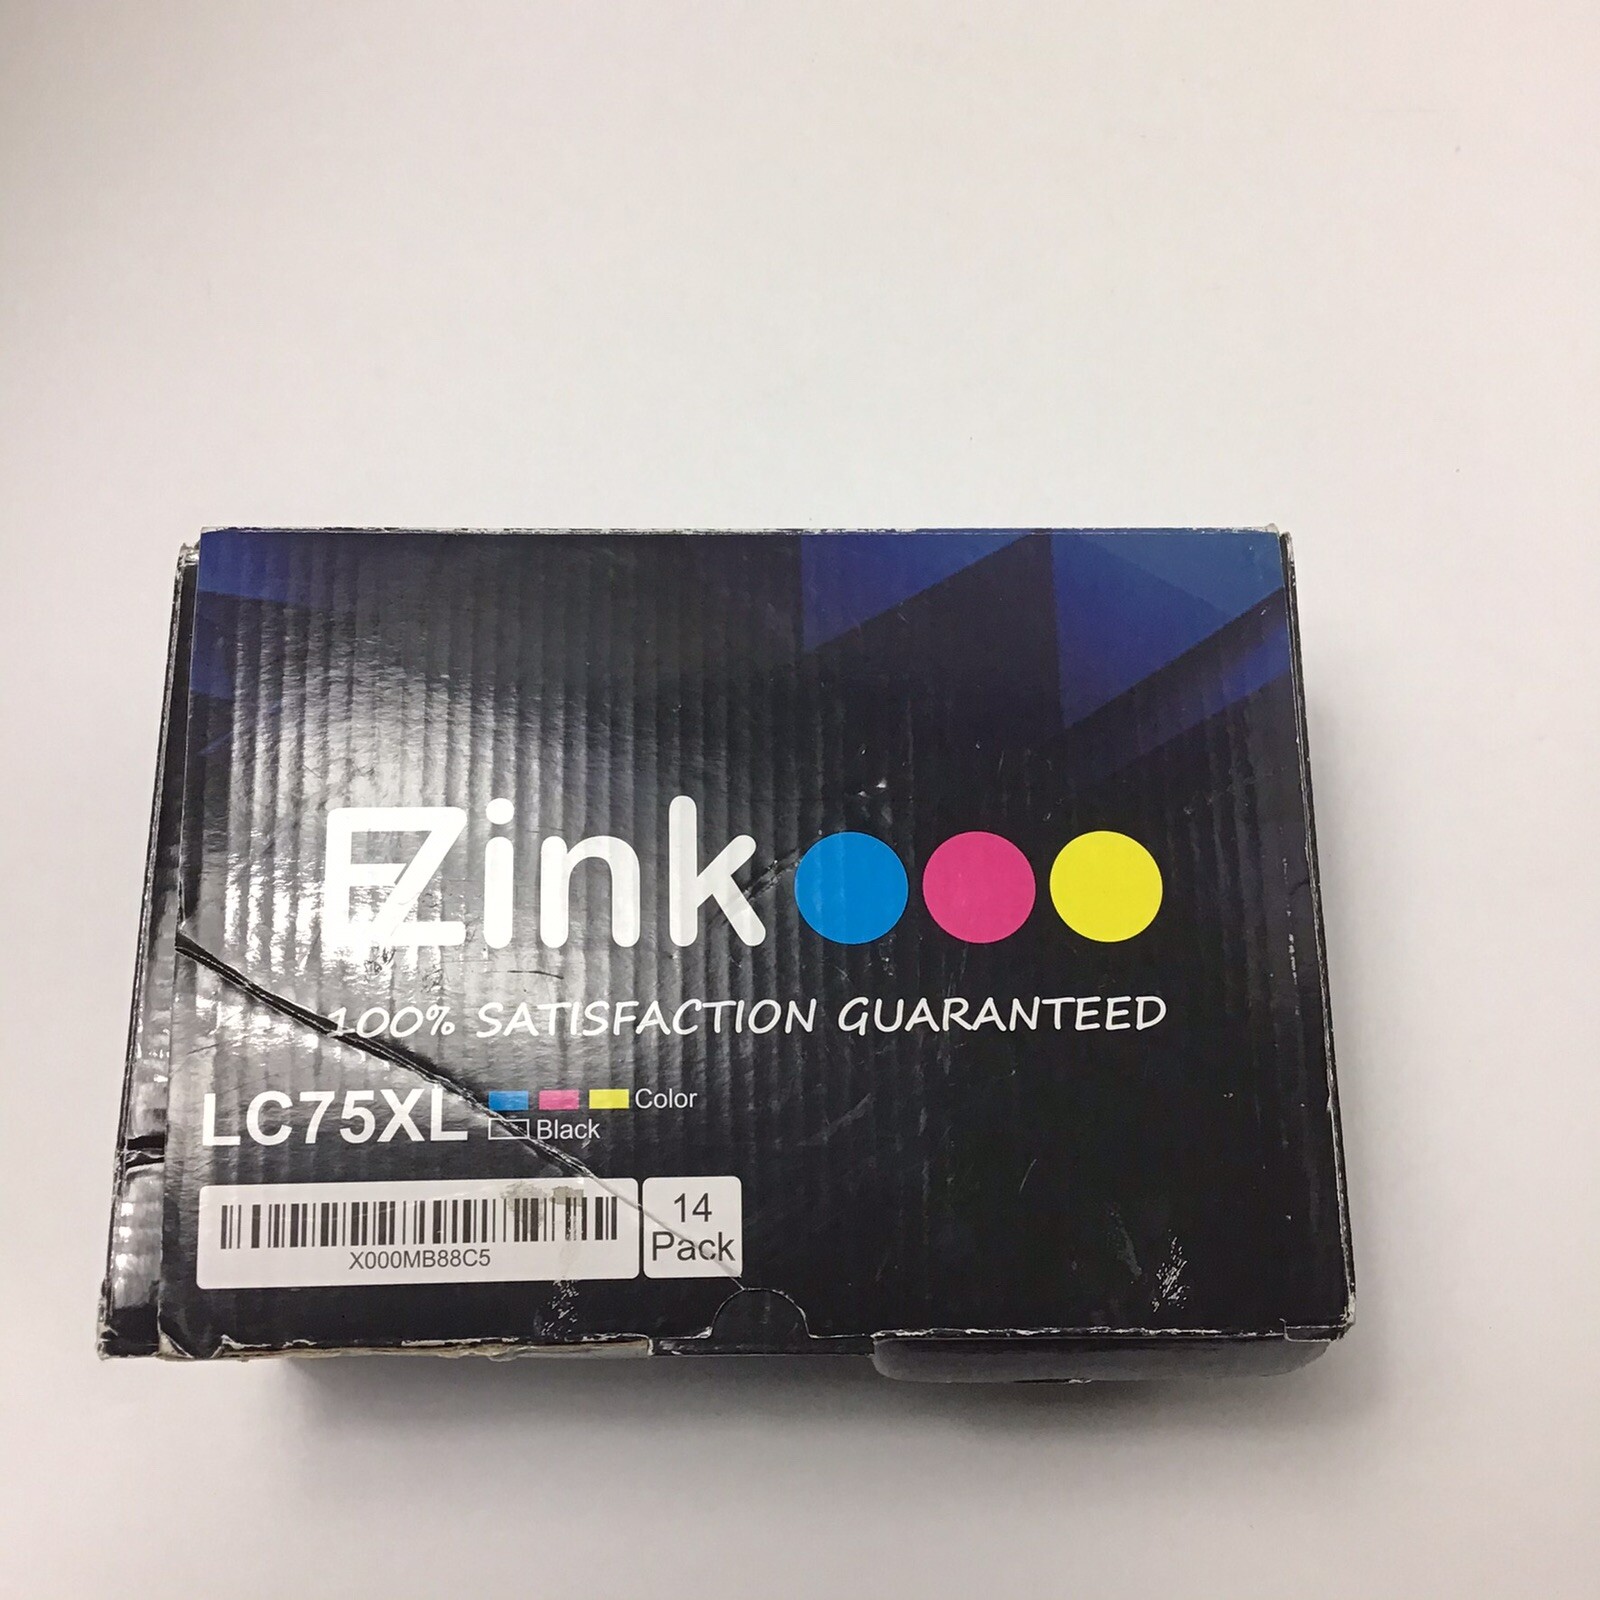 EZink
100% SATISFACTION GUARANTEED
LC75XL
Color
Black
X000MB88C5
14
Pack